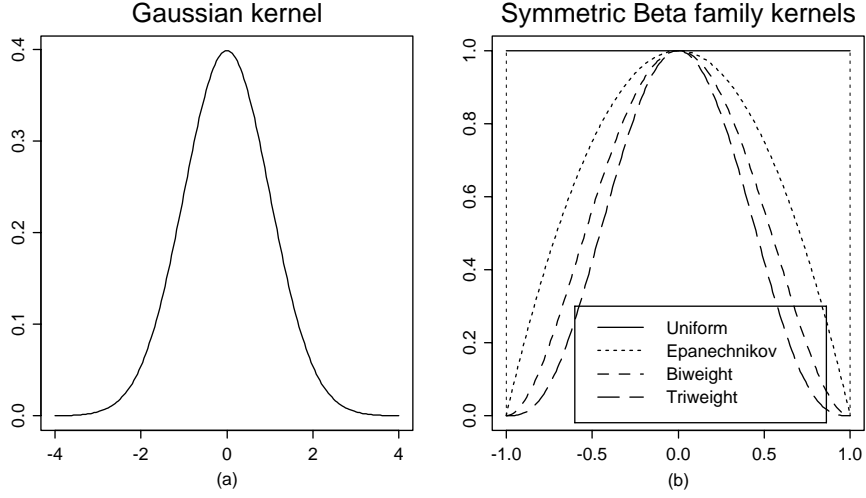 Gaussian kernel
0.4
0.3
0.2
0.1
0.0
-4 -2 0 2 4
(a)
Symmetric Beta family kernels
1.0
0.8
0.6
0.4
0.2
0.0
Uniform
Epanechnikov
Biweight
Triweight
-1.0 -0.5 0.0 0.5 1.0
(b)